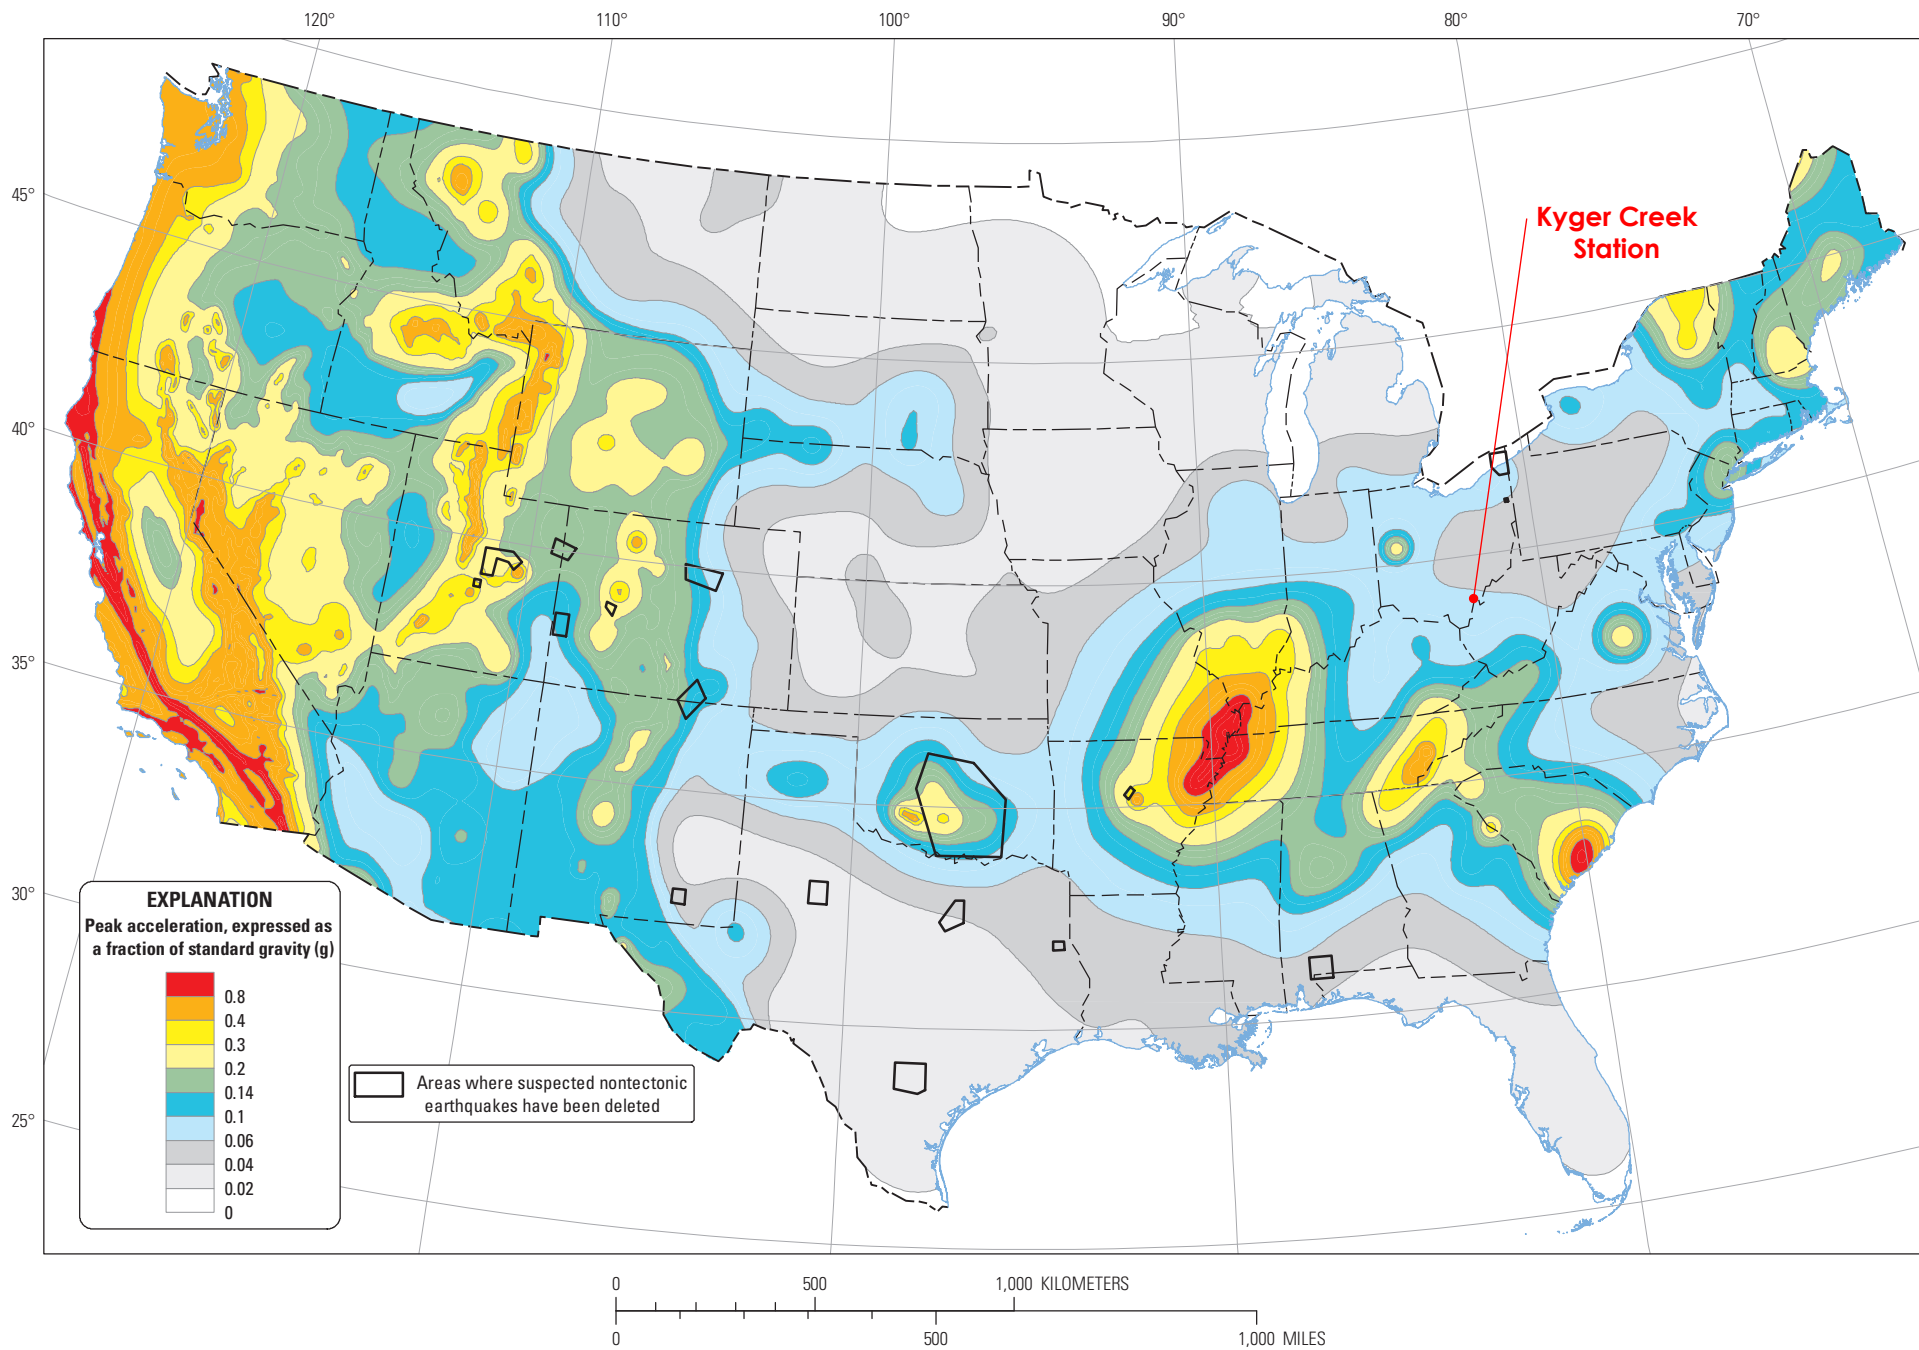 120°
110°
100°
90°
80°
70°
45°
40°
35°
30°
25°
Kyger Creek
Station
EXPLANATION
Peak acceleration, expressed as
a fraction of standard gravity (g)
0.8
0.4
0.3
0.2
0.14
0.1
0.06
0.04
0.02
0
Areas where suspected nontectonic
earthquakes have been deleted
0 500 1,000 KILOMETERS
0 500 1,000 MILES